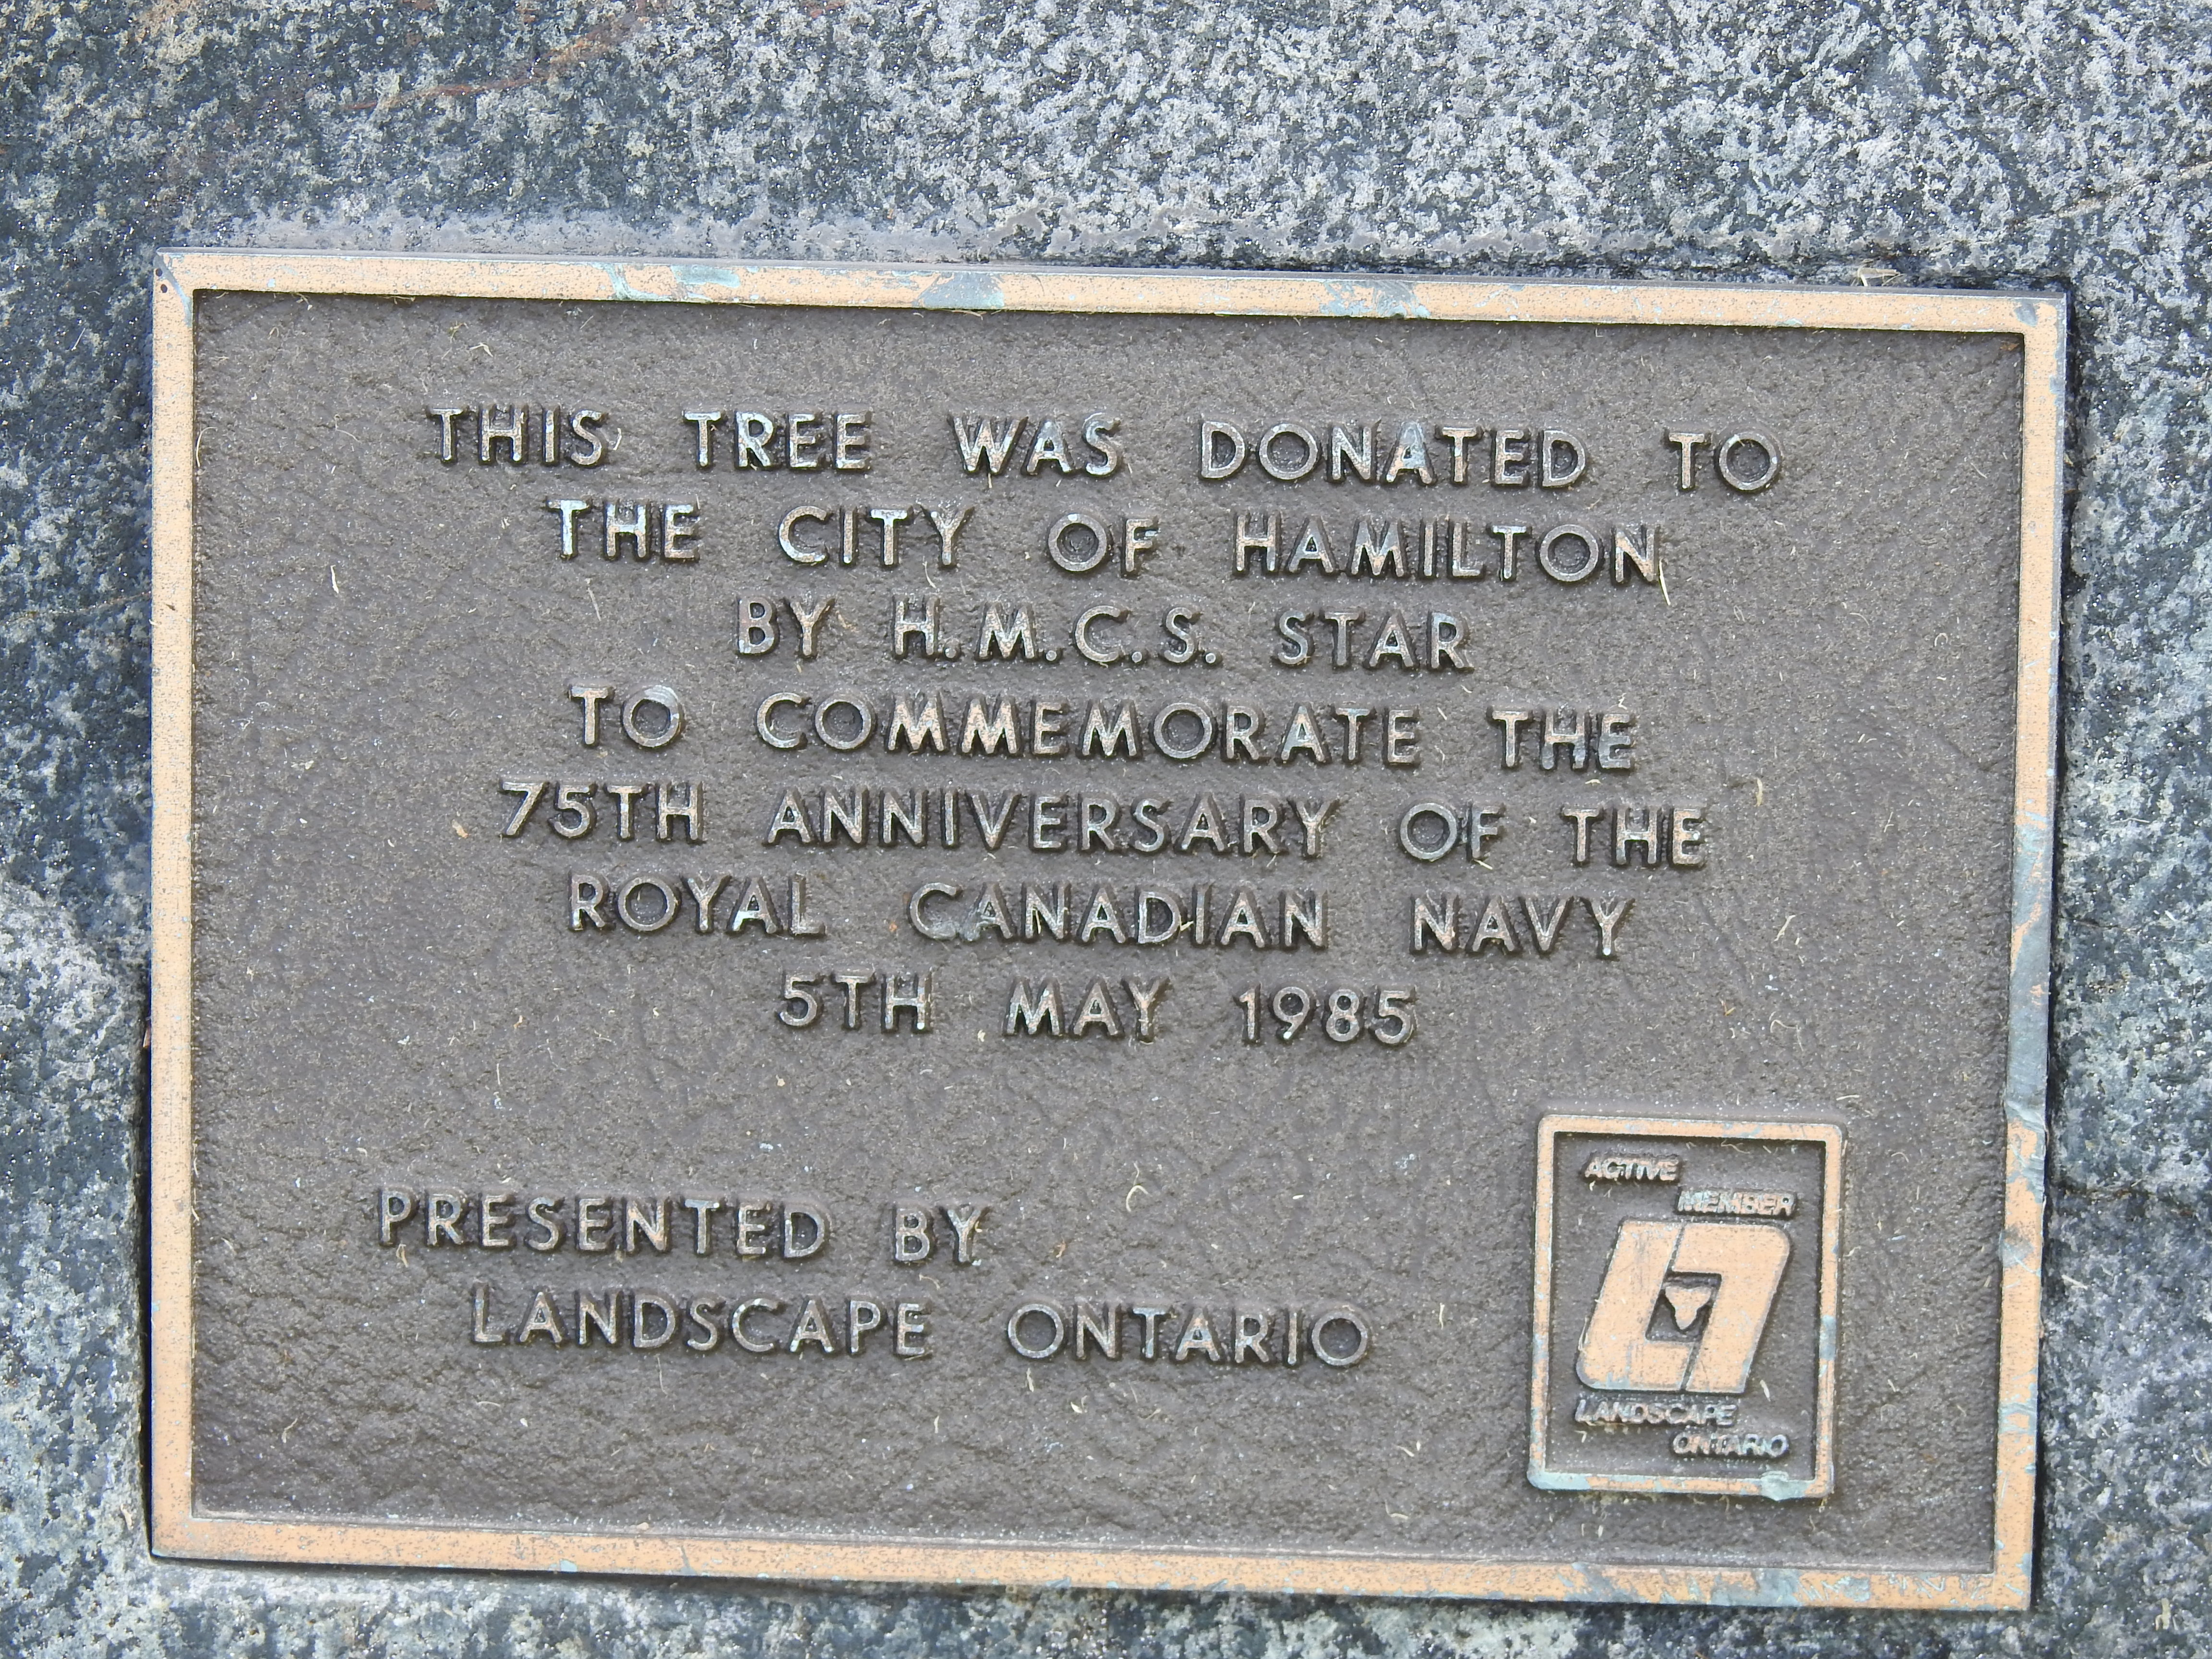 THIS TREE WAS DONATED TO
THE CITY OF HAMILTON
BY H.M.C.S. STAR
TO COMMEMORATE THE
75TH ANNIVERSARY OF THE
ROYAL CANADIAN NAVY
5TH MAY 1985
PRESENTED BY
LANDSCAPE ONTARIO
ACTIVE
MEMBER
LANDSCAPE
ONTARIO